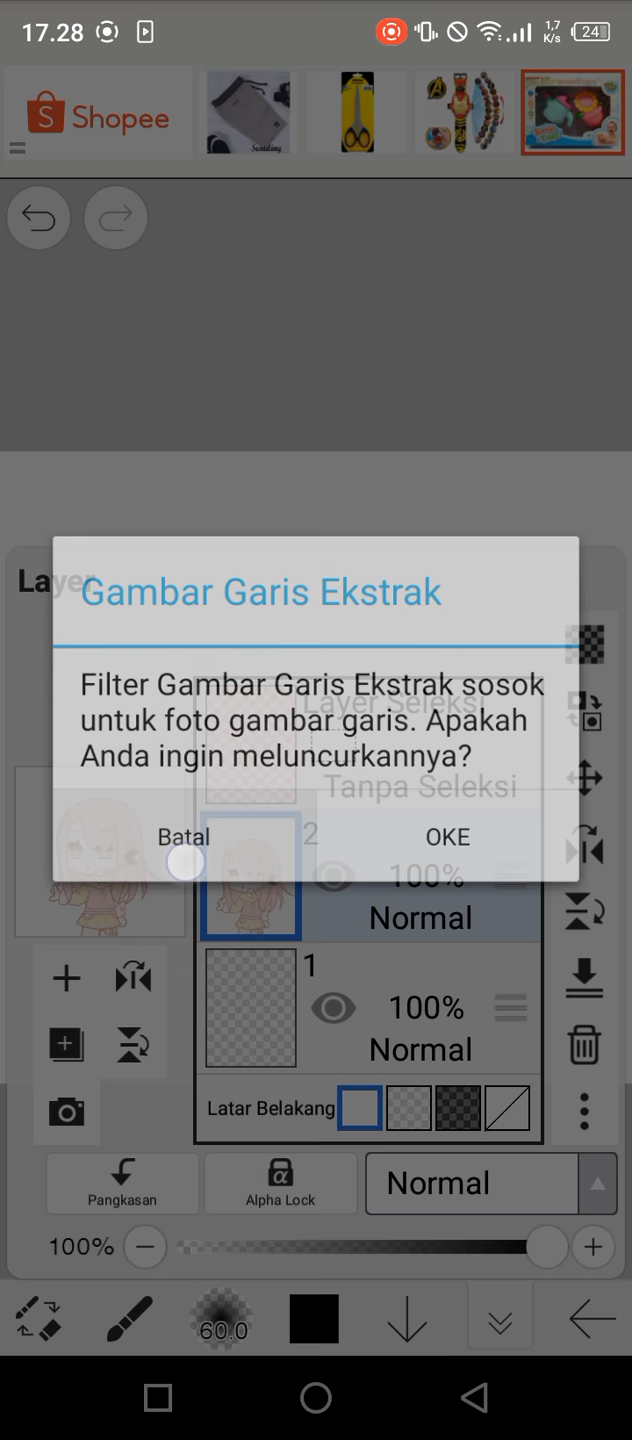 17.28
1,7
K/s
24
Shopee
Layer
Gambar Garis Ekstrak
Filter Gambar Garis Ekstrak sosok
untuk foto gambar garis. Apakah
Anda ingin meluncurkannya?
Layer Seleksi
Tanpa Seleksi
Batal
OKE
2
100%
Normal
1
100%
Normal
Latar Belakang
Pangkasan
α
Alpha Lock
Normal
100%
60.0